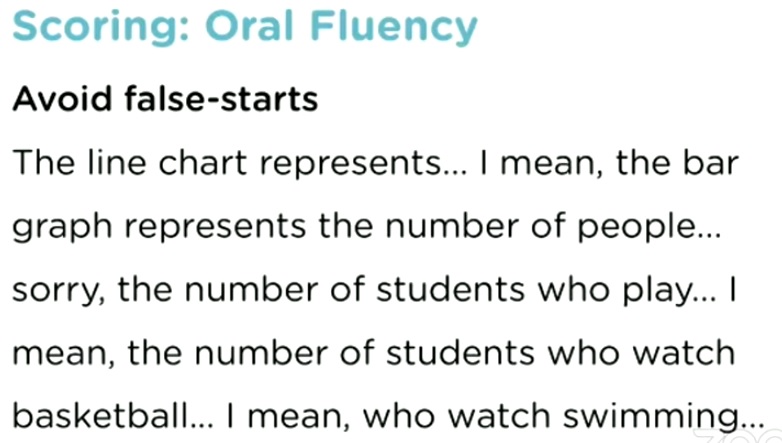 Scoring: Oral Fluency
Avoid false-starts
The line chart represents... I mean, the bar
graph represents the number of people...
sorry, the number of students who play... I
mean, the number of students who watch
basketball... I mean, who watch swimming...